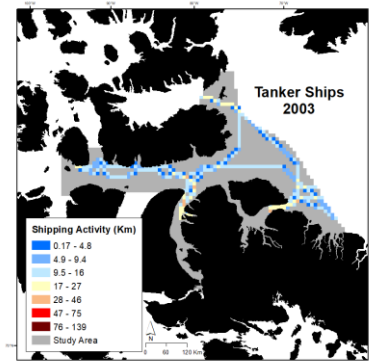 Tanker Ships
2003
Shipping Activity (Km)
0.17 - 4.8
4.9 - 9.4
9.5 - 16
17 - 27
28 - 46
47 - 75
76 - 139
Study Area
N
0 60 120 Km